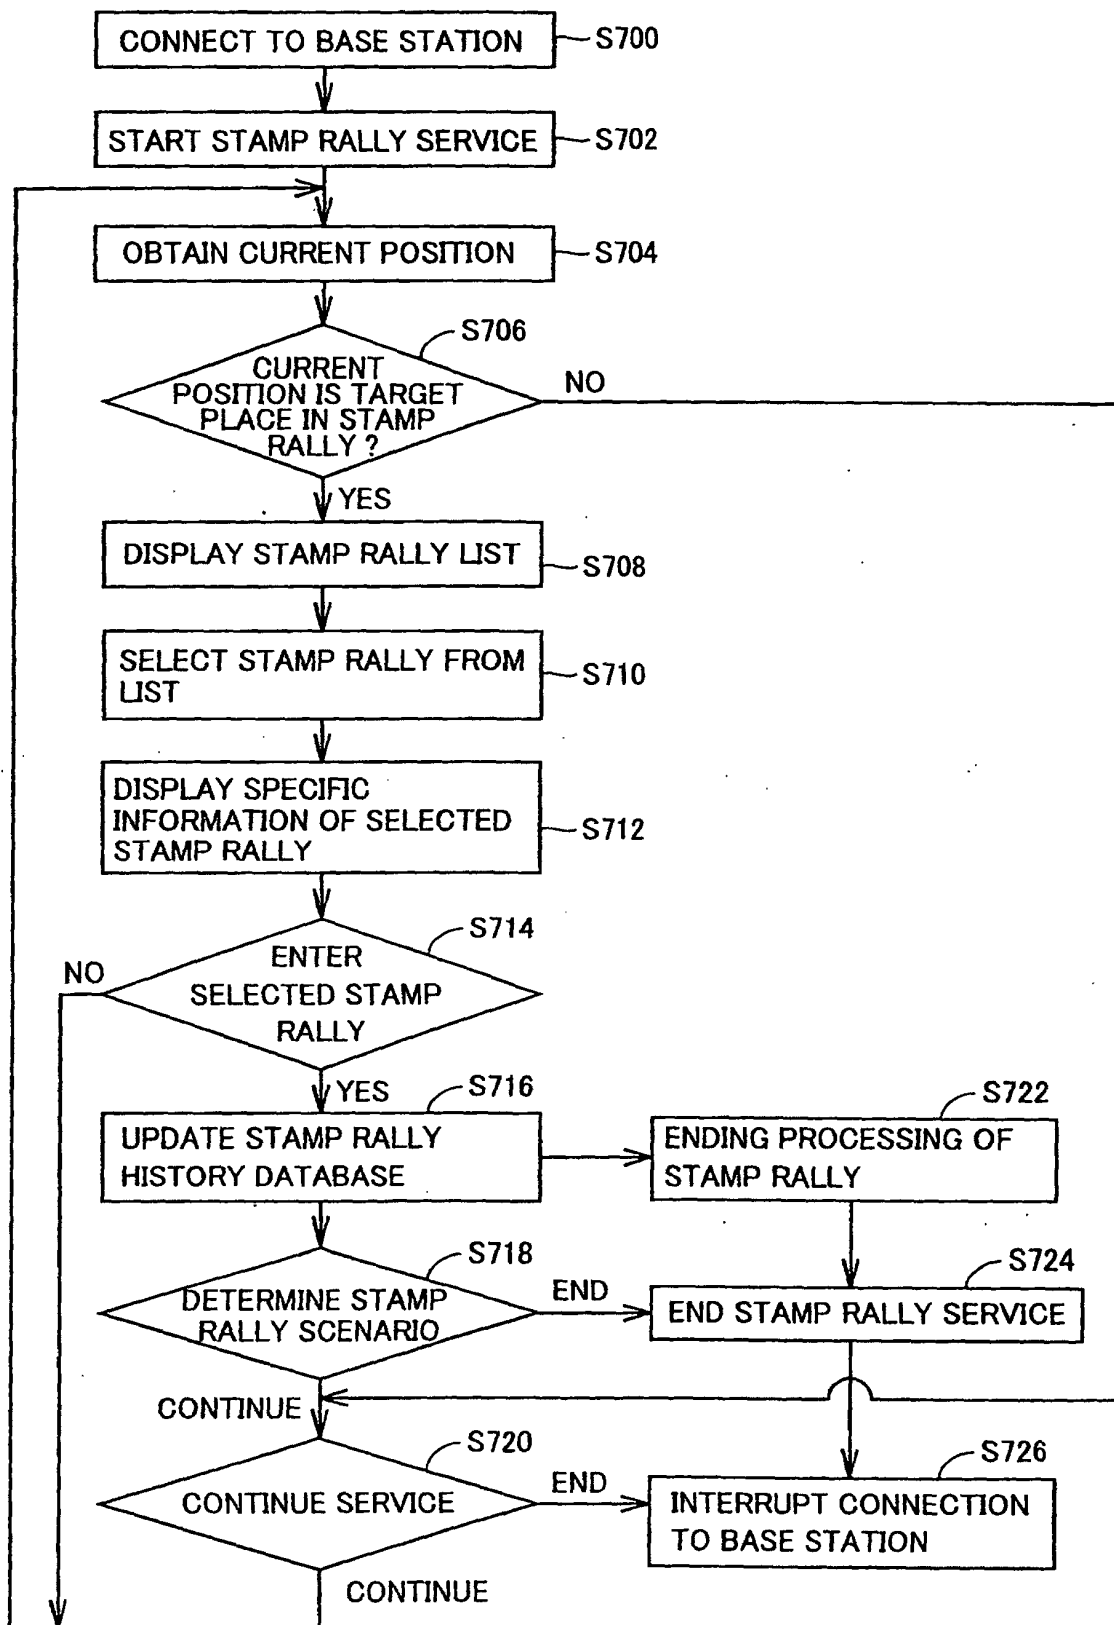 CONNECT TO BASE STATION
S700
START STAMP RALLY SERVICE
S702
OBTAIN CURRENT POSITION
S704
S706
CURRENT
POSITION IS TARGET
PLACE IN STAMP
RALLY ?
NO
YES
DISPLAY STAMP RALLY LIST
S708
SELECT STAMP RALLY FROM
LIST
S710
DISPLAY SPECIFIC
INFORMATION OF SELECTED
STAMP RALLY
S712
S714
ENTER
SELECTED STAMP
RALLY
NO
YES
S716
UPDATE STAMP RALLY
HISTORY DATABASE
S722
ENDING PROCESSING OF
STAMP RALLY
S718
DETERMINE STAMP
RALLY SCENARIO
END
S724
END STAMP RALLY SERVICE
CONTINUE
S720
CONTINUE SERVICE
END
S726
INTERRUPT CONNECTION
TO BASE STATION
CONTINUE